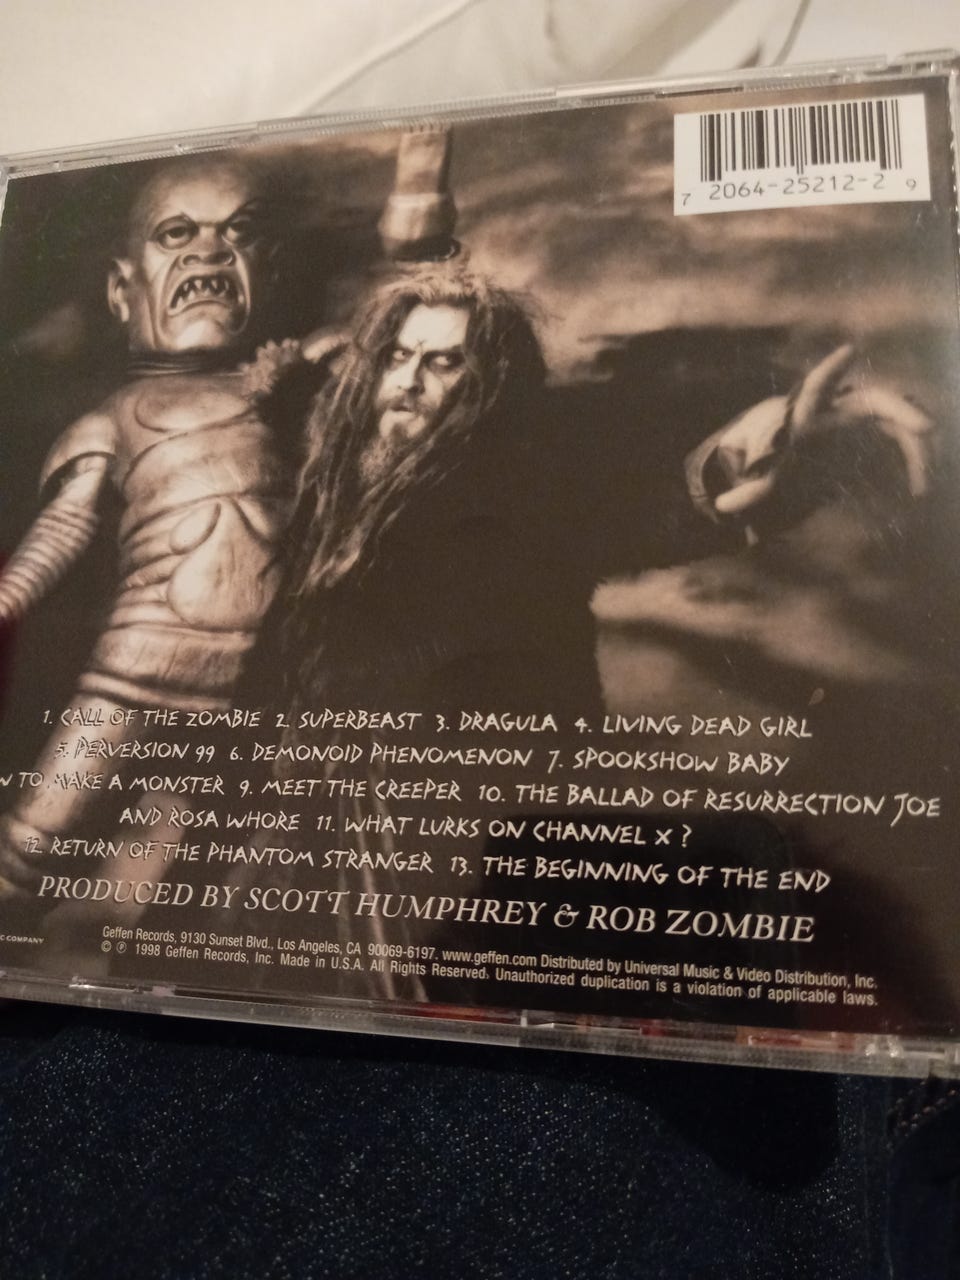 7 2064-25212-2 9
1. CALL OF THE ZOMBIE 2. SUPERBEAST 3. DRAGULA 4. LIVING DEAD GIRL
5. PERVERSION 99 6. DEMONOID PHENOMENON 7. SPOOKSHOW BABY
W TO MAKE A MONSTER 9. MEET THE CREEPER 10. THE BALLAD OF RESURRECTION JOE
AND ROSA WHORE 11. WHAT LURKS ON CHANNEL X?
12. RETURN OF THE PHANTOM STRANGER 13. THE BEGINNING OF THE END
PRODUCED BY SCOTT HUMPHREY & ROB ZOMBIE
C COMPANY
Geffen Records, 9130 Sunset Blvd., Los Angeles, CA 90069-6197. www.geffen.com Distributed by Universal Music & Video Distribution, Inc.
© ℗ 1998 Geffen Records, Inc. Made in U.S.A. All Rights Reserved. Unauthorized duplication is a violation of applicable laws.